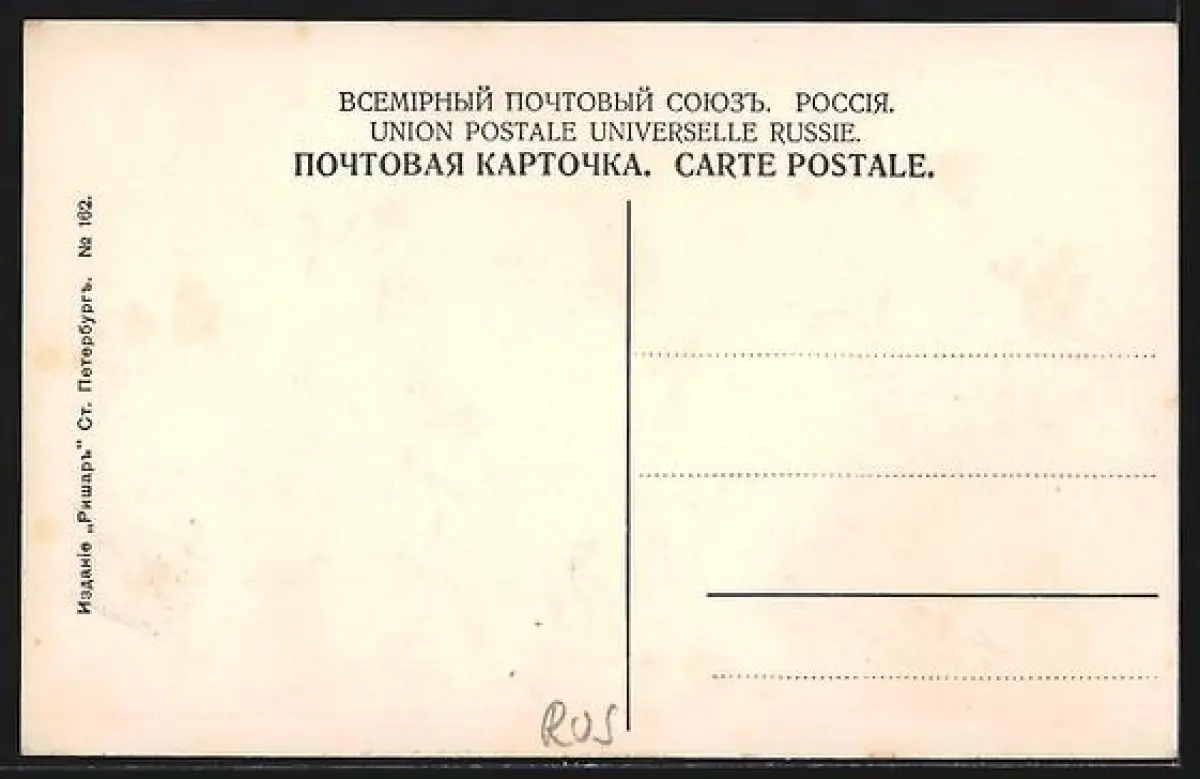 ВСЕМІРНЫЙ ПОЧТОВЫЙ СОЮЗЪ. РОССІЯ.
UNION POSTALE UNIVERSELLE RUSSIE.
ПОЧТОВАЯ КАРТОЧКА. CARTE POSTALE.
Изданіе „Ришаръ" Ст. Петербургъ. № 162.
RUS